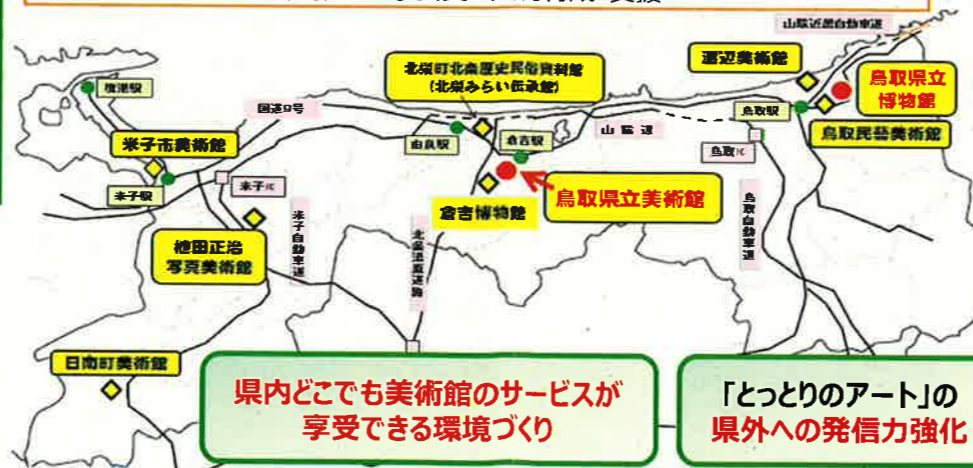 山陰近畿自動車道
渡辺美術館
鳥取県立
博物館
北栄町北条歴史民俗資料館
(北栄みらい伝承館)
境港駅
国道9号
鳥取駅
鳥取民藝美術館
米子市美術館
由良駅
倉吉駅
山陰道
鳥取IC
米子駅
米子IC
倉吉博物館
鳥取県立美術館
植田正治
写真美術館
米子自動車道
北条湯原道路
鳥取自動車道
日南町美術館
県内どこでも美術館のサービスが
享受できる環境づくり
「とっとりのアート」の
県外への発信力強化